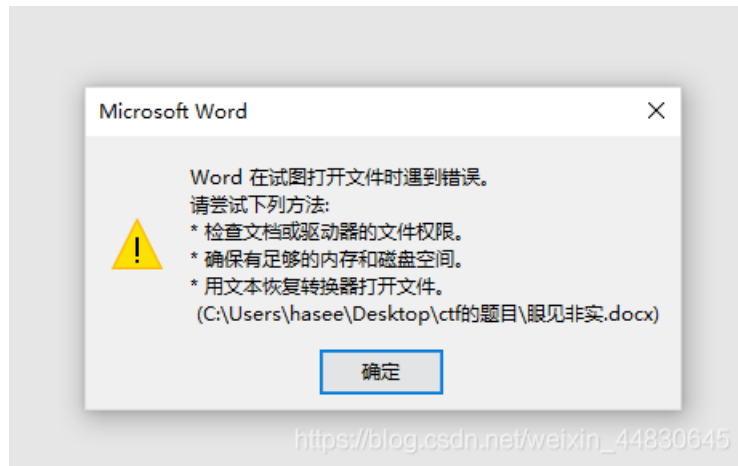 Microsoft Word
Word 在试图打开文件时遇到错误。
请尝试下列方法:
* 检查文档或驱动器的文件权限。
* 确保有足够的内存和磁盘空间。
* 用文本恢复转换器打开文件。
(C:\Users\hasee\Desktop\ctf的题目\眼见非实.docx)
确定
https://blog.csdn.net/weixin_44830645